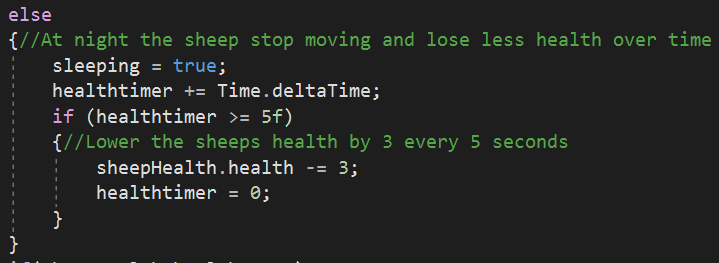 else
{//At night the sheep stop moving and lose less health over time
sleeping = true;
healthtimer += Time.deltaTime;
if (healthtimer >= 5f)
{//Lower the sheeps health by 3 every 5 seconds
sheepHealth.health -= 3;
healthtimer = 0;
}
}